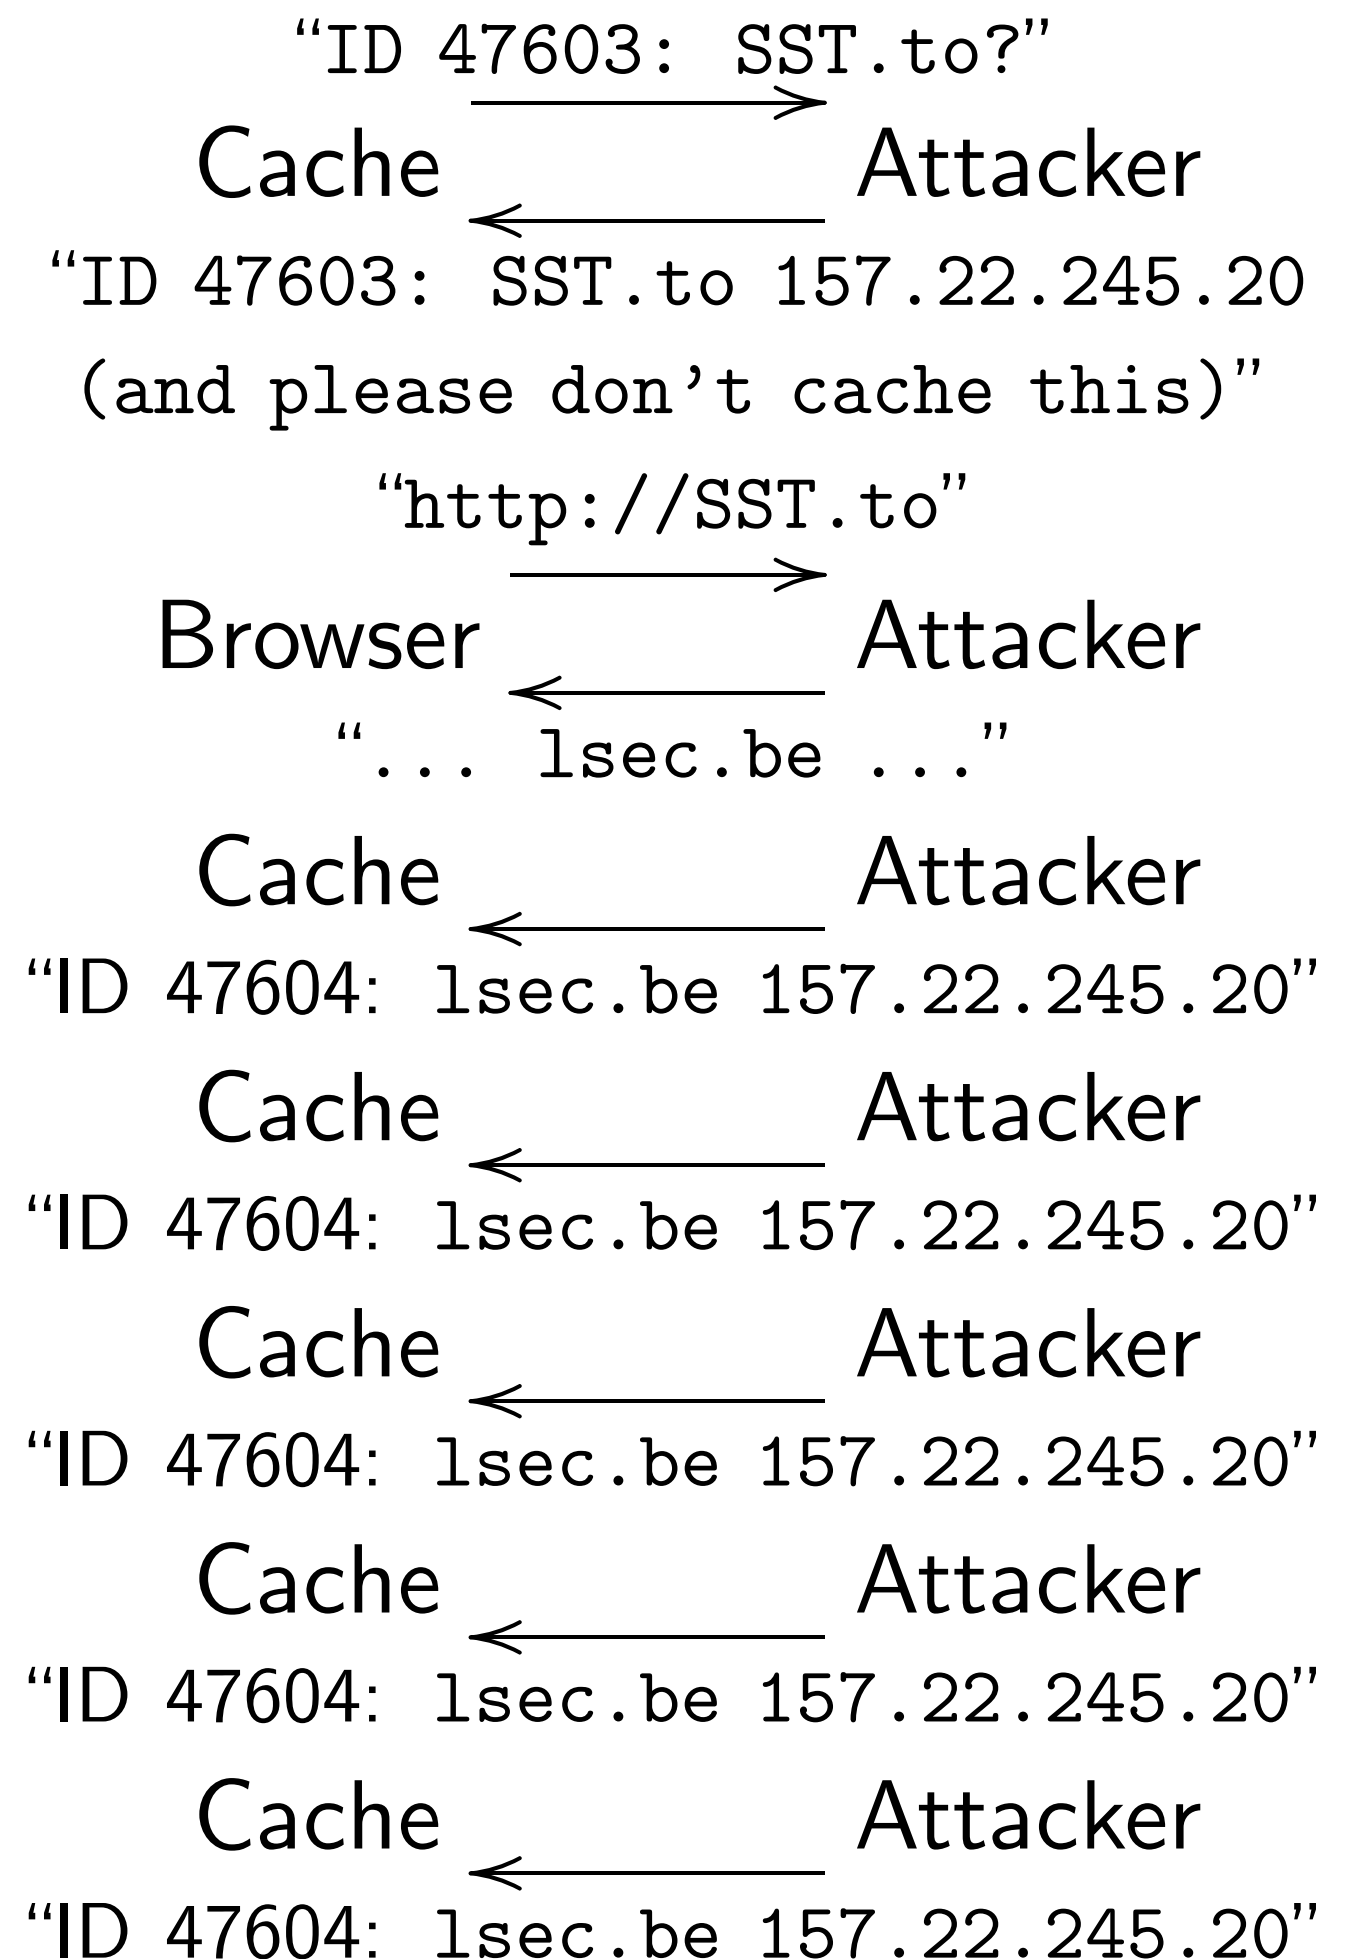 “ID 47603: SST.to?”
Cache Attacker
“ID 47603: SST.to 157.22.245.20
(and please don’t cache this)”
“http://SST.to”
Browser Attacker
“... lsec.be ...”
Cache Attacker
“ID 47604: lsec.be 157.22.245.20”
Cache Attacker
“ID 47604: lsec.be 157.22.245.20”
Cache Attacker
“ID 47604: lsec.be 157.22.245.20”
Cache Attacker
“ID 47604: lsec.be 157.22.245.20”
Cache Attacker
“ID 47604: lsec.be 157.22.245.20”